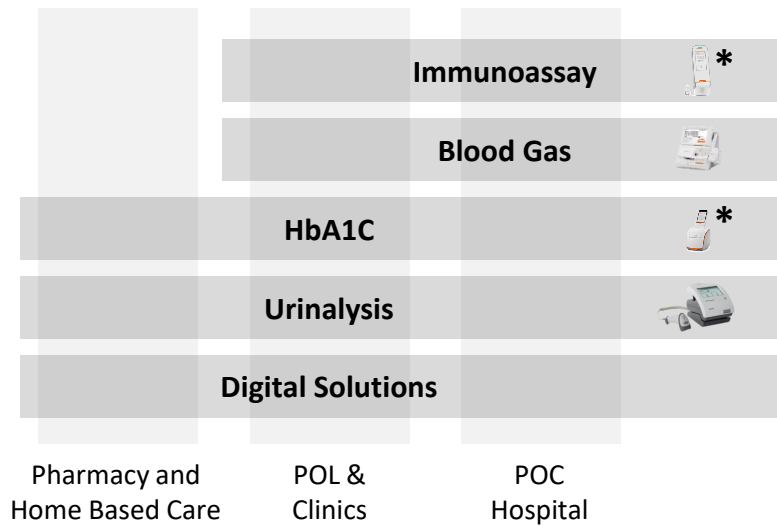 Immunoassay *
Blood Gas
HbA1C *
Urinalysis
Digital Solutions
Pharmacy and
Home Based Care
POL &
Clinics
POC
Hospital